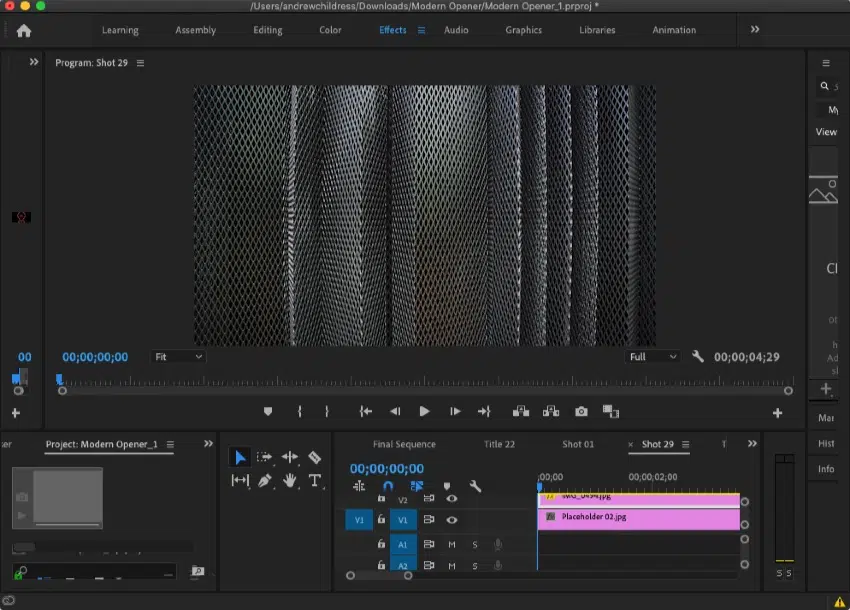 /Users/andrewchildress/Downloads/Modern Opener/Modern Opener_1.prproj *
Learning Assembly Editing Color Effects Audio Graphics Libraries Animation
Program: Shot 29
My
View
00 00;00;00;00 Fit Full 00;00;04;29
Project: Modern Opener_1 Final Sequence Title 22 Shot 01 × Shot 29
00;00;00;00
;00;00 00;00;02;00
V2 IMG_0494.jpg
V1 V1 Placeholder 02.jpg
A1 M S
A2 M S
S S
Mar
Hist
Info